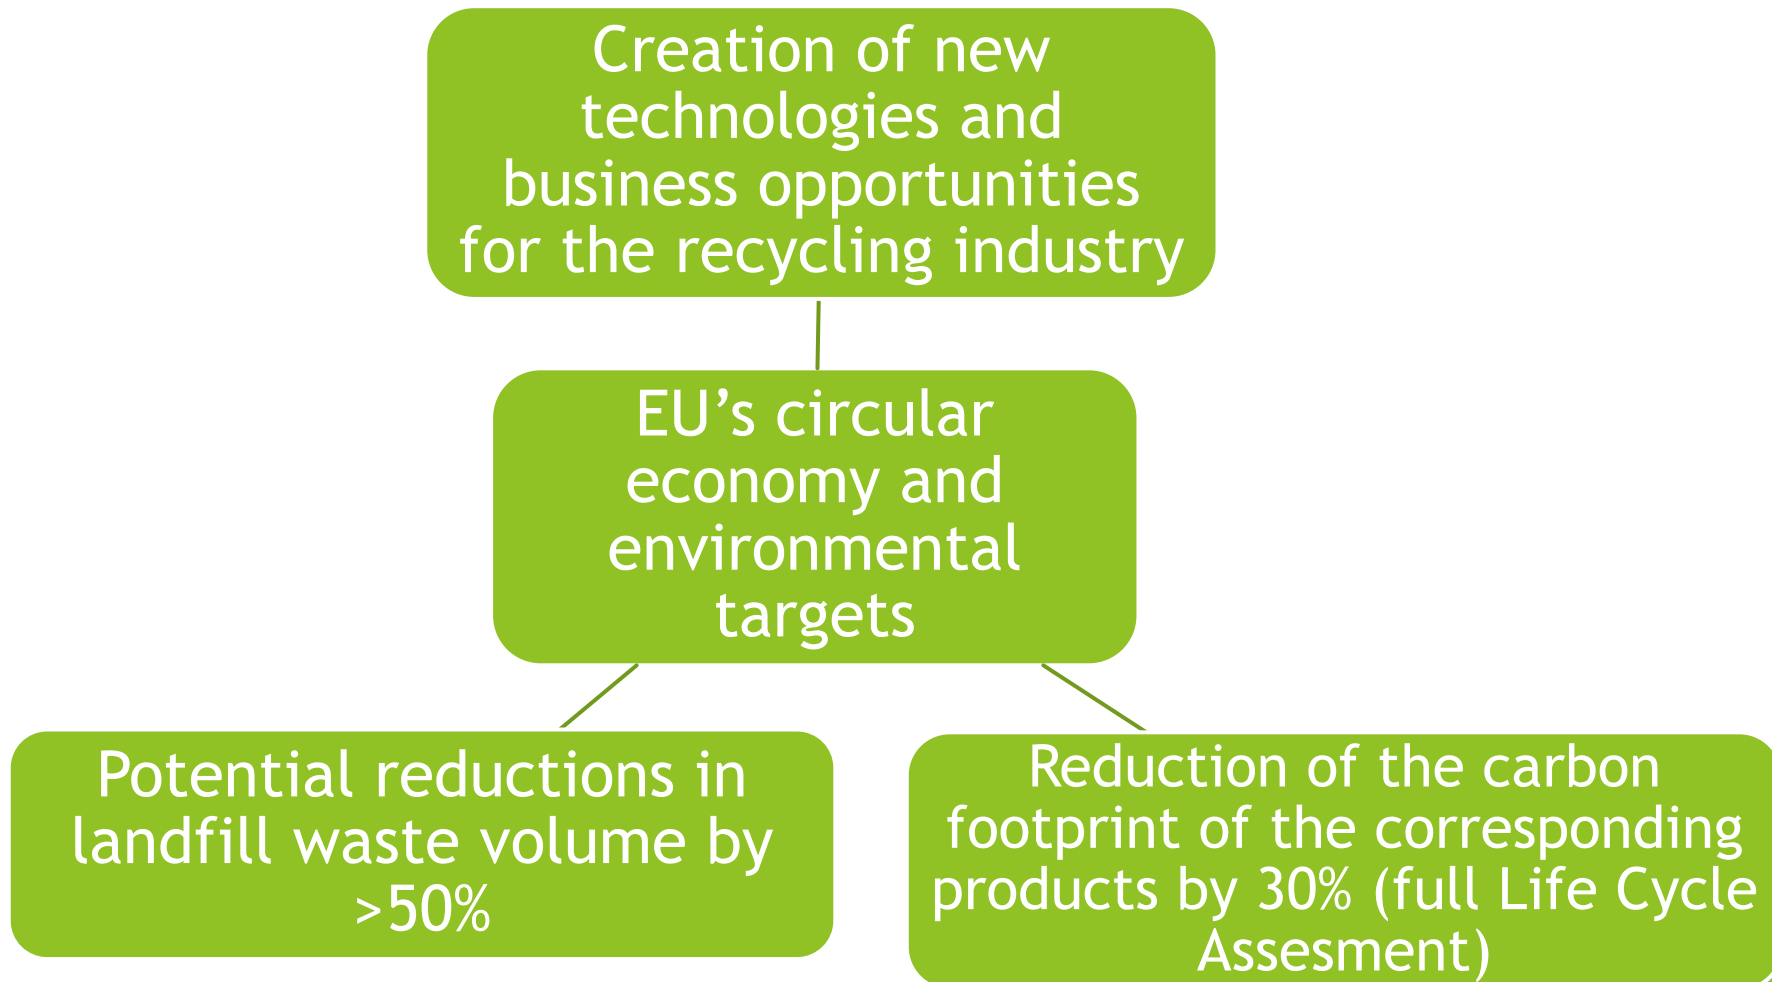 Creation of new
technologies and
business opportunities
for the recycling industry
EU’s circular
economy and
environmental
targets
Potential reductions in
landfill waste volume by
>50%
Reduction of the carbon
footprint of the corresponding
products by 30% (full Life Cycle
Assesment)